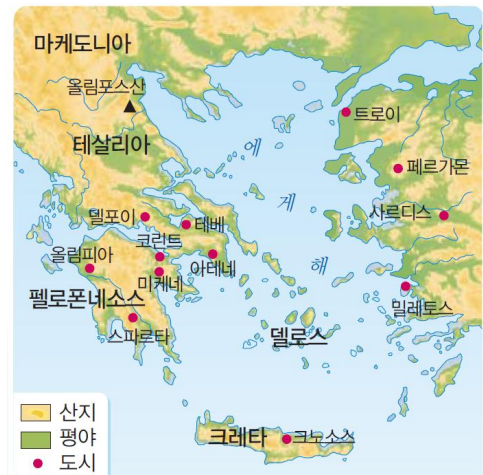 마케도니아
올림포스산
트로이
테살리아
에
게
해
페르가몬
델포이
테베
사르디스
코린트
올림피아
아테네
미케네
펠로폰네소스
밀레토스
스파르타
델로스
크레타
크노소스
산지
평야
도시